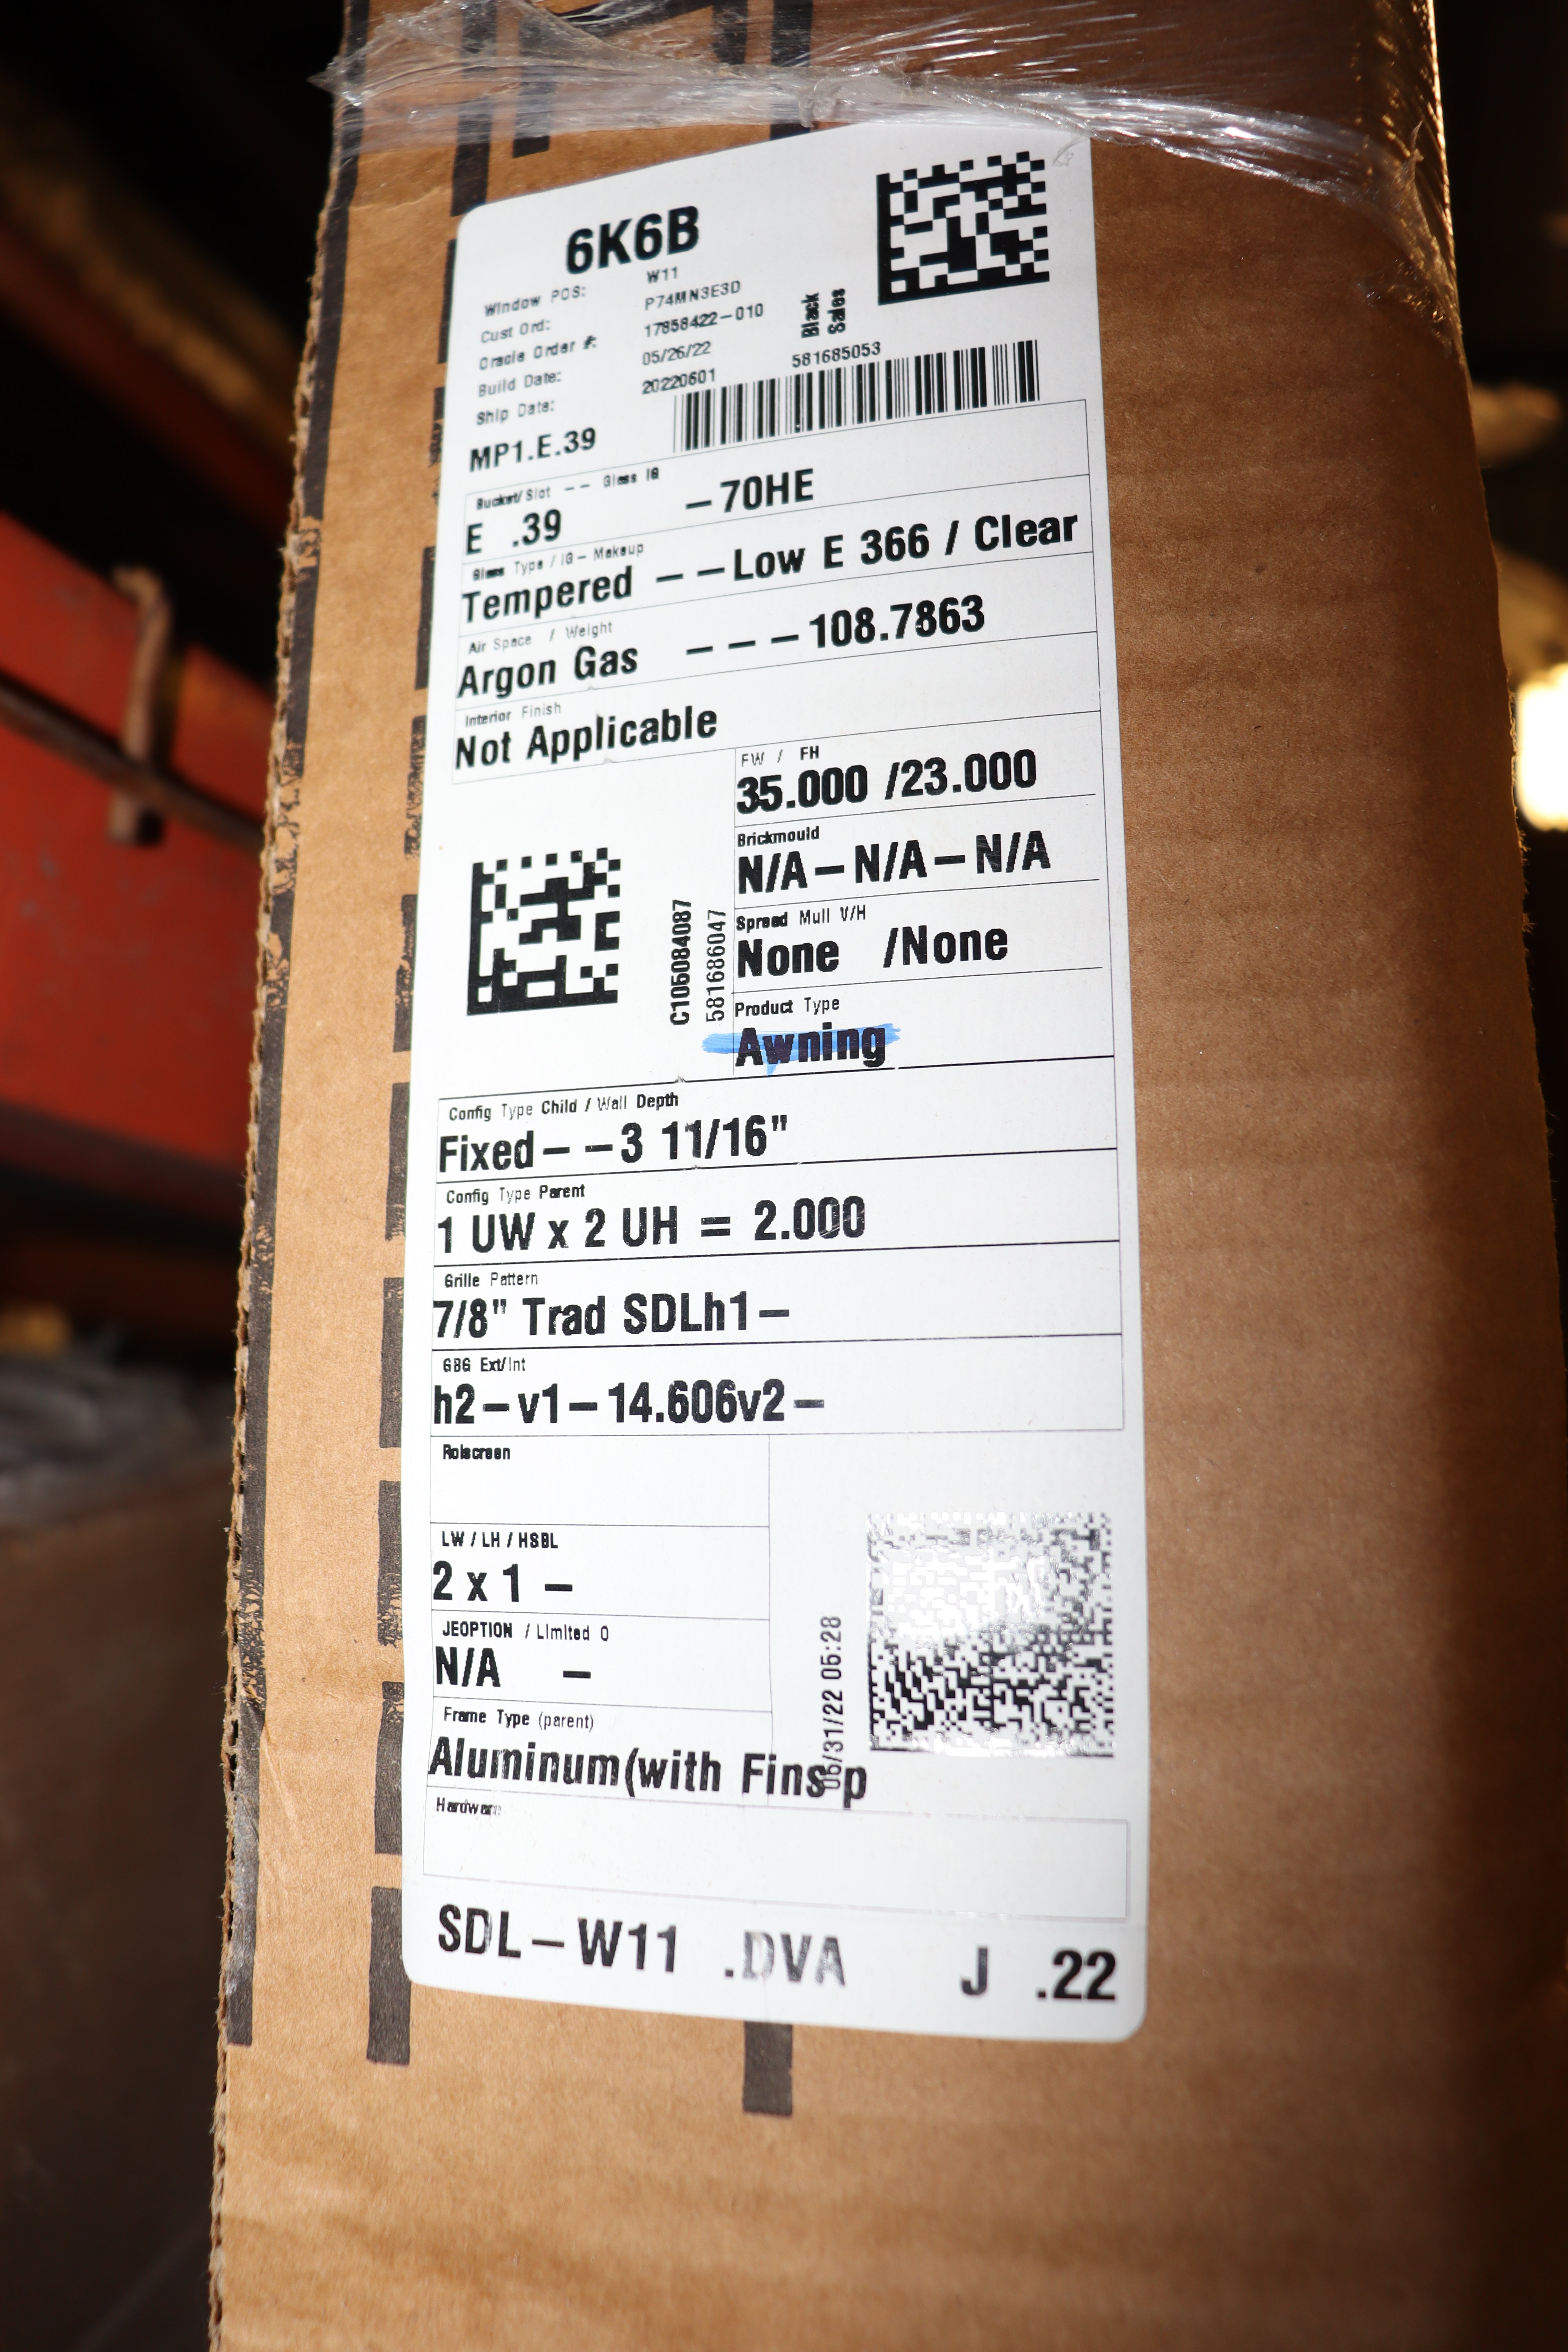 6K6B
Window POS: W11
Cust Ord: P74MN3E3D
Oracle Order #: 17858422-010
Build Date: 05/26/22
Ship Date: 20220601
Black
Sales
581685053
MP1.E.39
Bucket/Slot -- Glass IG
E .39 -70HE
Glass Type / IG-Makeup
Tempered --Low E 366 / Clear
Air Space / Weight
Argon Gas ---108.7863
Interior Finish
Not Applicable
FW / FH
35.000 /23.000
Brickmould
N/A-N/A-N/A
Spread Mull V/H
None /None
Product Type
Awning
C105084087
581686047
Config Type Child / Wall Depth
Fixed--3 11/16"
Config Type Parent
1 UW x 2 UH = 2.000
Grille Pattern
7/8" Trad SDLh1-
GBG Ext/Int
h2-v1-14.606v2-
Rolscreen
LW / LH / HSBL
2 x 1 -
JEOPTION / Limited O
N/A -
Frame Type (parent)
Aluminum(with Fins p
/31/22 05:28
Hardware
SDL-W11 .DVA J .22